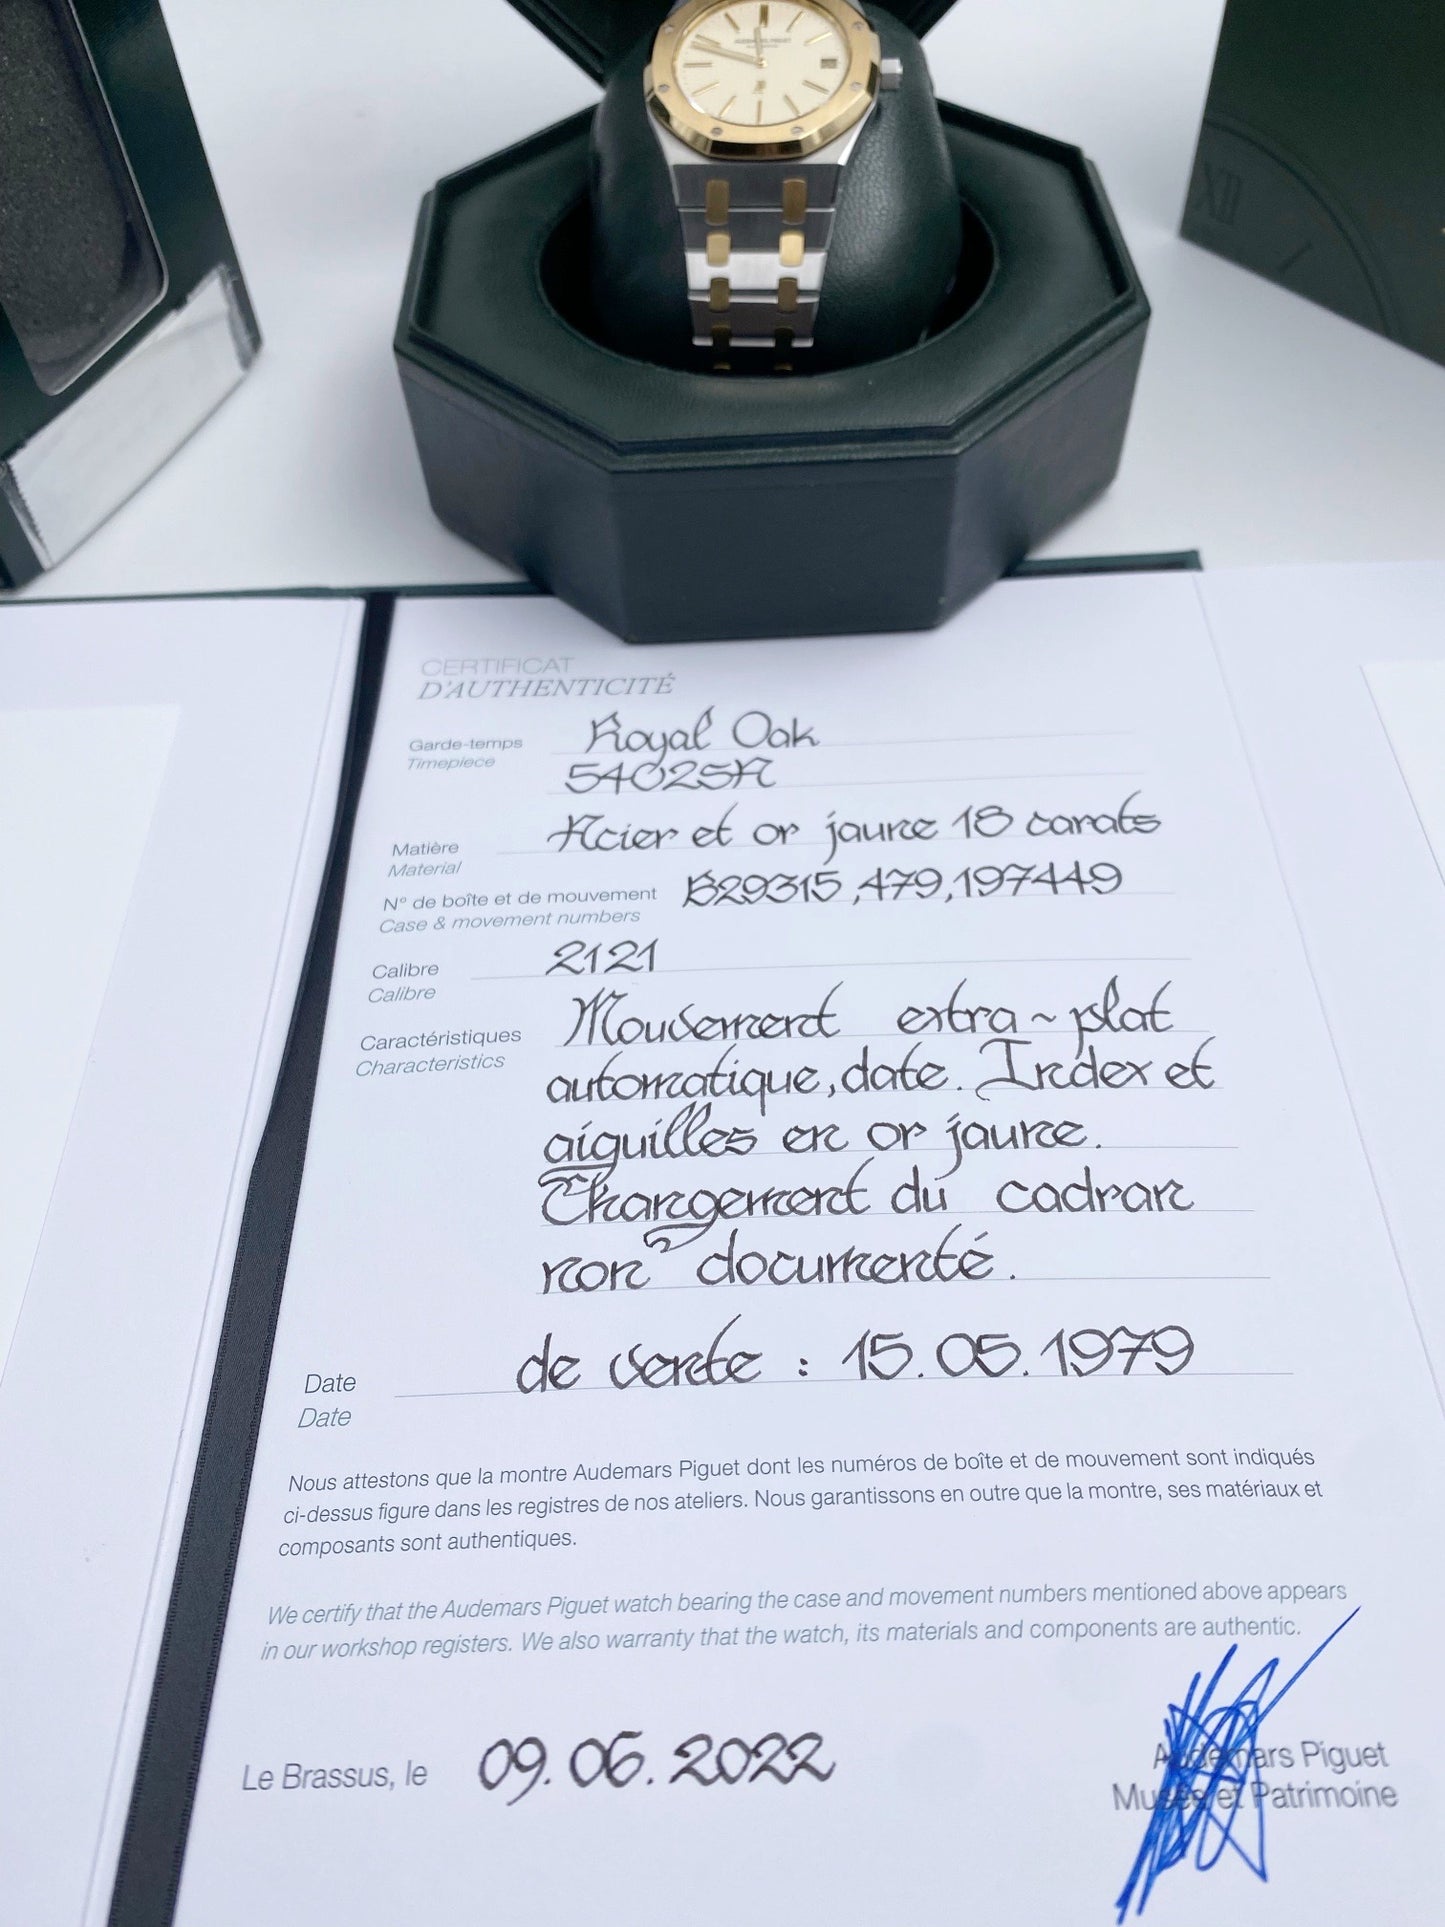 AUDEMARS PIGUET
IX
CERTIFICAT
D'AUTHENTICITÉ
Garde-temps Royal Oak
Timepiece 5402SA
Matière Acier et or jaune 18 carats
Material
N° de boîte et de mouvement B29315,479,197449
Case & movement numbers
Calibre 2121
Calibre
Caractéristiques Mouvement extra-plat
Characteristics
automatique, date. Index et
aiguilles en or jaune.
Changement du cadran
non documenté.
Date de vente : 15.05.1979
Date
Nous attestons que la montre Audemars Piguet dont les numéros de boîte et de mouvement sont indiqués
ci-dessus figure dans les registres de nos ateliers. Nous garantissons en outre que la montre, ses matériaux et
composants sont authentiques.
We certify that the Audemars Piguet watch bearing the case and movement numbers mentioned above appears
in our workshop registers. We also warranty that the watch, its materials and components are authentic.
Le Brassus, le 09.06.2022
Audemars Piguet
Musée et Patrimoine